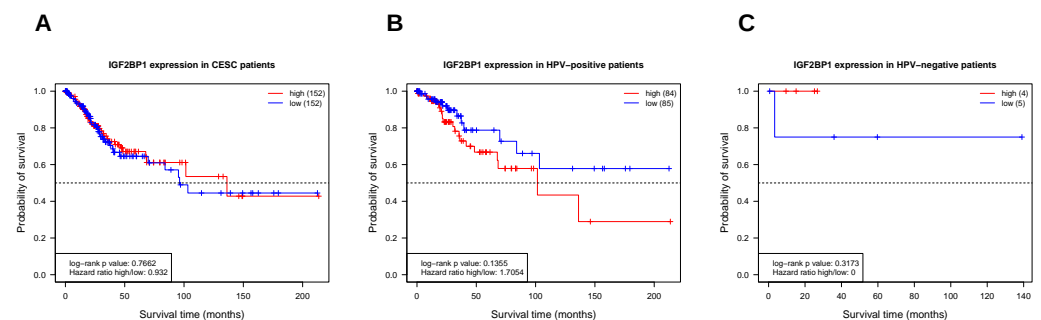 A
IGF2BP1 expression in CESC patients
high (152)
low (152)
Probability of survival
1.0
0.8
0.6
0.4
0.2
0.0
log−rank p value: 0.7662
Hazard ratio high/low: 0.932
0
50
100
150
200
Survival time (months)
B
IGF2BP1 expression in HPV−positive patients
high (84)
low (85)
Probability of survival
1.0
0.8
0.6
0.4
0.2
0.0
log−rank p value: 0.1355
Hazard ratio high/low: 1.7054
0
50
100
150
200
Survival time (months)
C
IGF2BP1 expression in HPV−negative patients
high (4)
low (5)
Probability of survival
1.0
0.8
0.6
0.4
0.2
0.0
log−rank p value: 0.3173
Hazard ratio high/low: 0
0
20
40
60
80
100
120
140
Survival time (months)